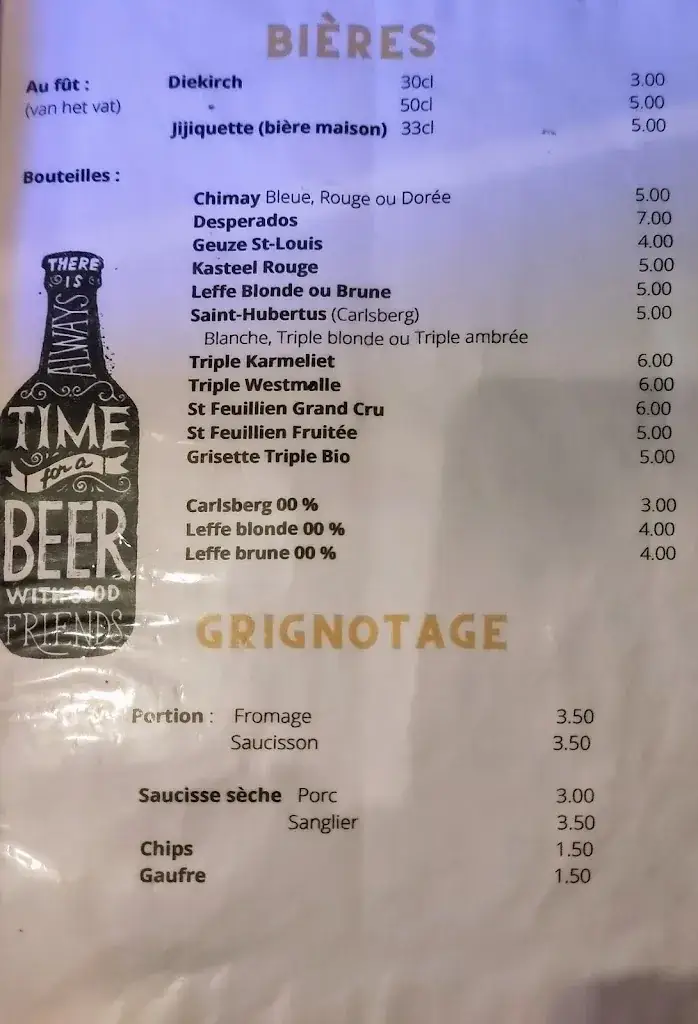 BIÈRES
Au fût : Diekirch 30cl 3.00
(van het vat) 50cl 5.00
Jijiquette (bière maison) 33cl 5.00
Bouteilles :
Chimay Bleue, Rouge ou Dorée 5.00
Desperados 7.00
Geuze St-Louis 4.00
Kasteel Rouge 5.00
Leffe Blonde ou Brune 5.00
Saint-Hubertus (Carlsberg) 5.00
Blanche, Triple blonde ou Triple ambrée
Triple Karmeliet 6.00
Triple Westmalle 6.00
St Feuillien Grand Cru 6.00
St Feuillien Fruitée 5.00
Grisette Triple Bio 5.00
Carlsberg 00 % 3.00
Leffe blonde 00 % 4.00
Leffe brune 00 % 4.00
THERE
IS
ALWAYS
TIME
for a
BEER
WITH GOOD
FRIENDS
GRIGNOTAGE
Portion : Fromage 3.50
Saucisson 3.50
Saucisse sèche Porc 3.00
Sanglier 3.50
Chips 1.50
Gaufre 1.50